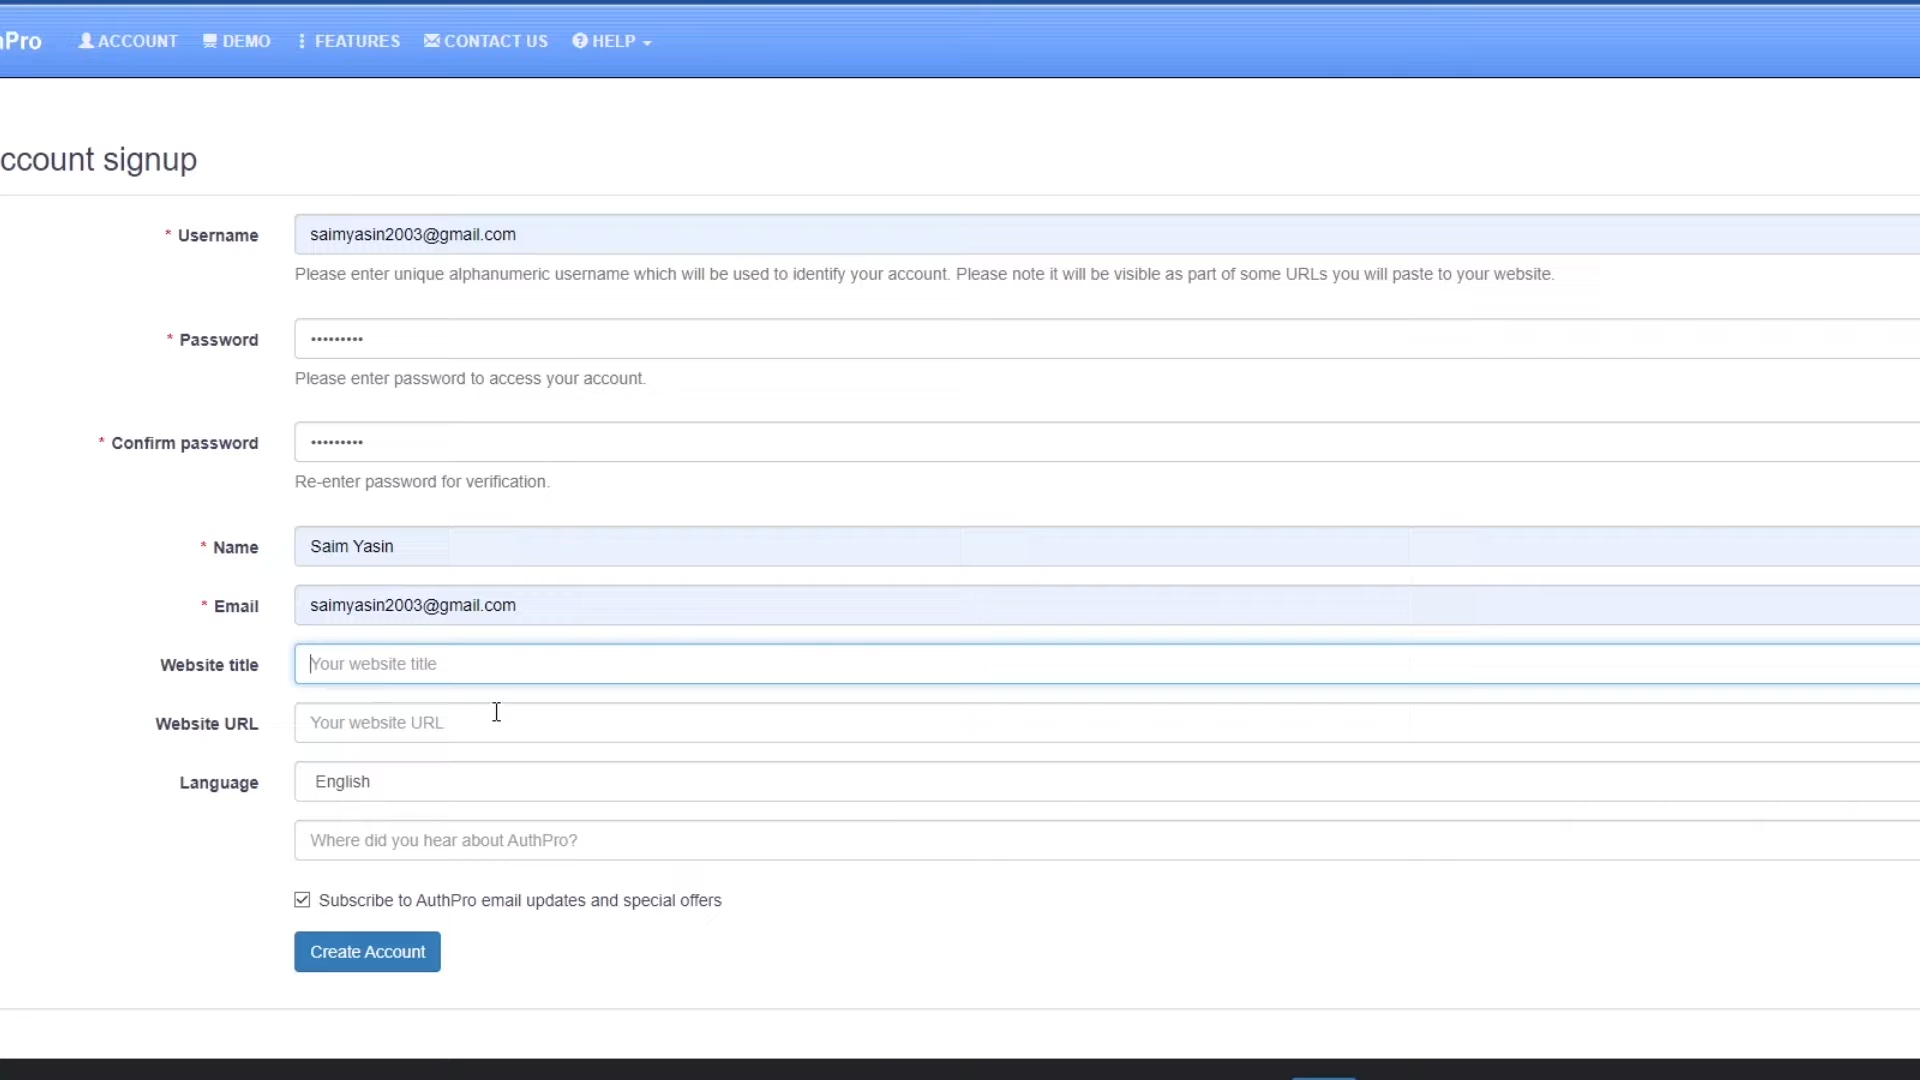 Pro ACCOUNT DEMO FEATURES CONTACT US HELP
ccount signup
* Username saimyasin2003@gmail.com
Please enter unique alphanumeric username which will be used to identify your account. Please note it will be visible as part of some URLs you will paste to your website.
* Password •••••••••
Please enter password to access your account.
* Confirm password •••••••••
Re-enter password for verification.
* Name Saim Yasin
* Email saimyasin2003@gmail.com
Website title Your website title
Website URL Your website URL
Language English
Where did you hear about AuthPro?
Subscribe to AuthPro email updates and special offers
Create Account